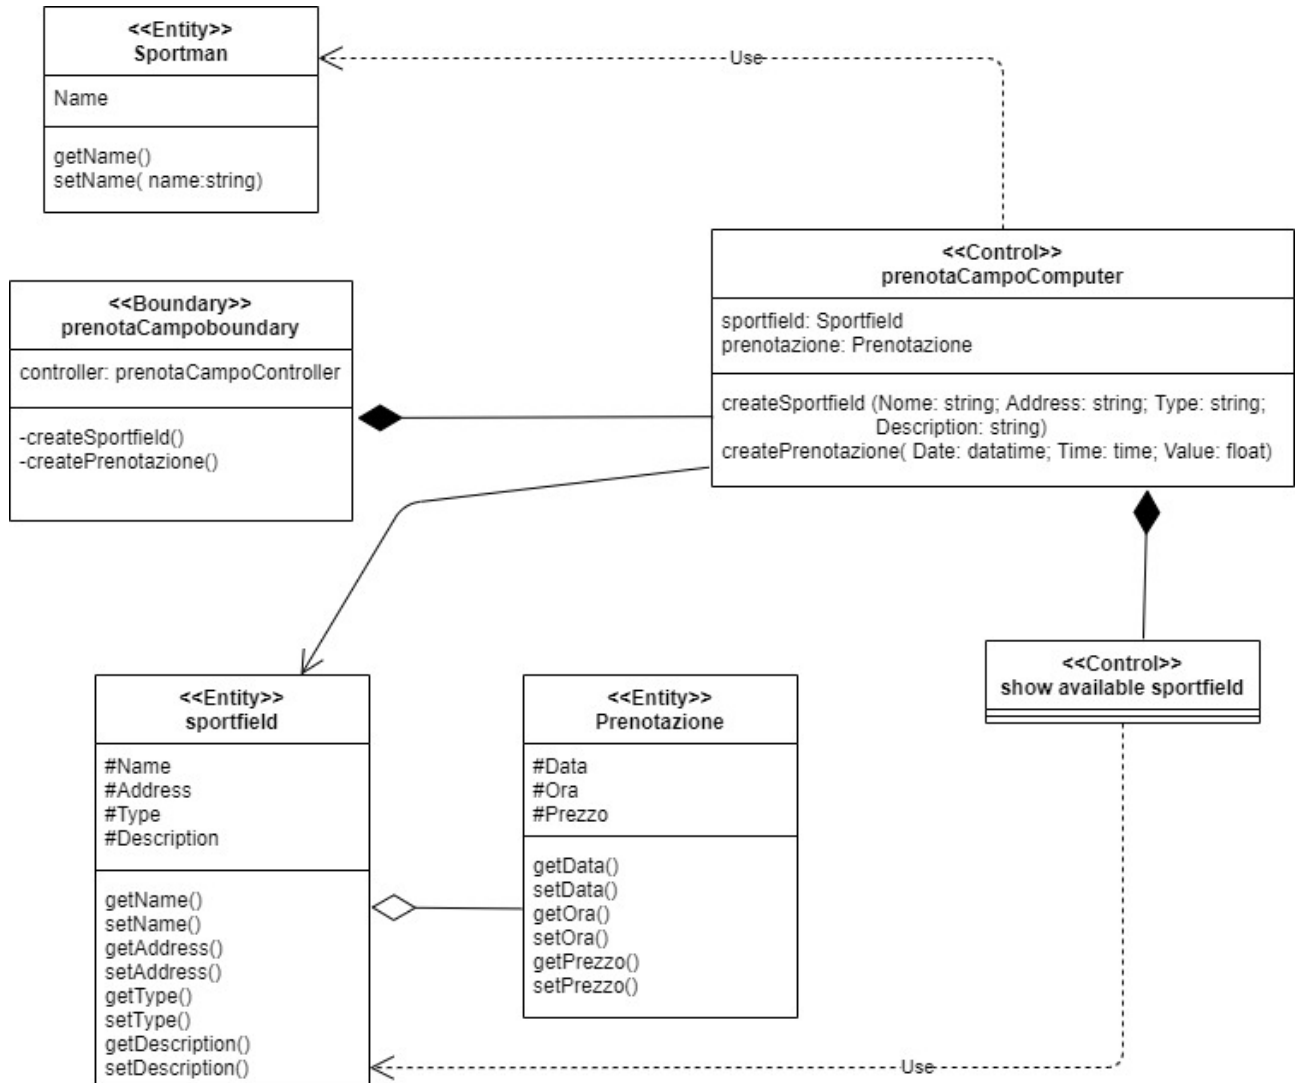 <<Entity>>
Sportman
Name
getName()
setName( name:string)
Use
<<Control>>
prenotaCampoComputer
sportfield: Sportfield
prenotazione: Prenotazione
createSportfield (Nome: string; Address: string; Type: string;
Description: string)
createPrenotazione( Date: datatime; Time: time; Value: float)
<<Boundary>>
prenotaCampoboundary
controller: prenotaCampoController
-createSportfield()
-createPrenotazione()
<<Control>>
show available sportfield
<<Entity>>
sportfield
#Name
#Address
#Type
#Description
getName()
setName()
getAddress()
setAddress()
getType()
setType()
getDescription()
setDescription()
<<Entity>>
Prenotazione
#Data
#Ora
#Prezzo
getData()
setData()
getOra()
setOra()
getPrezzo()
setPrezzo()
Use